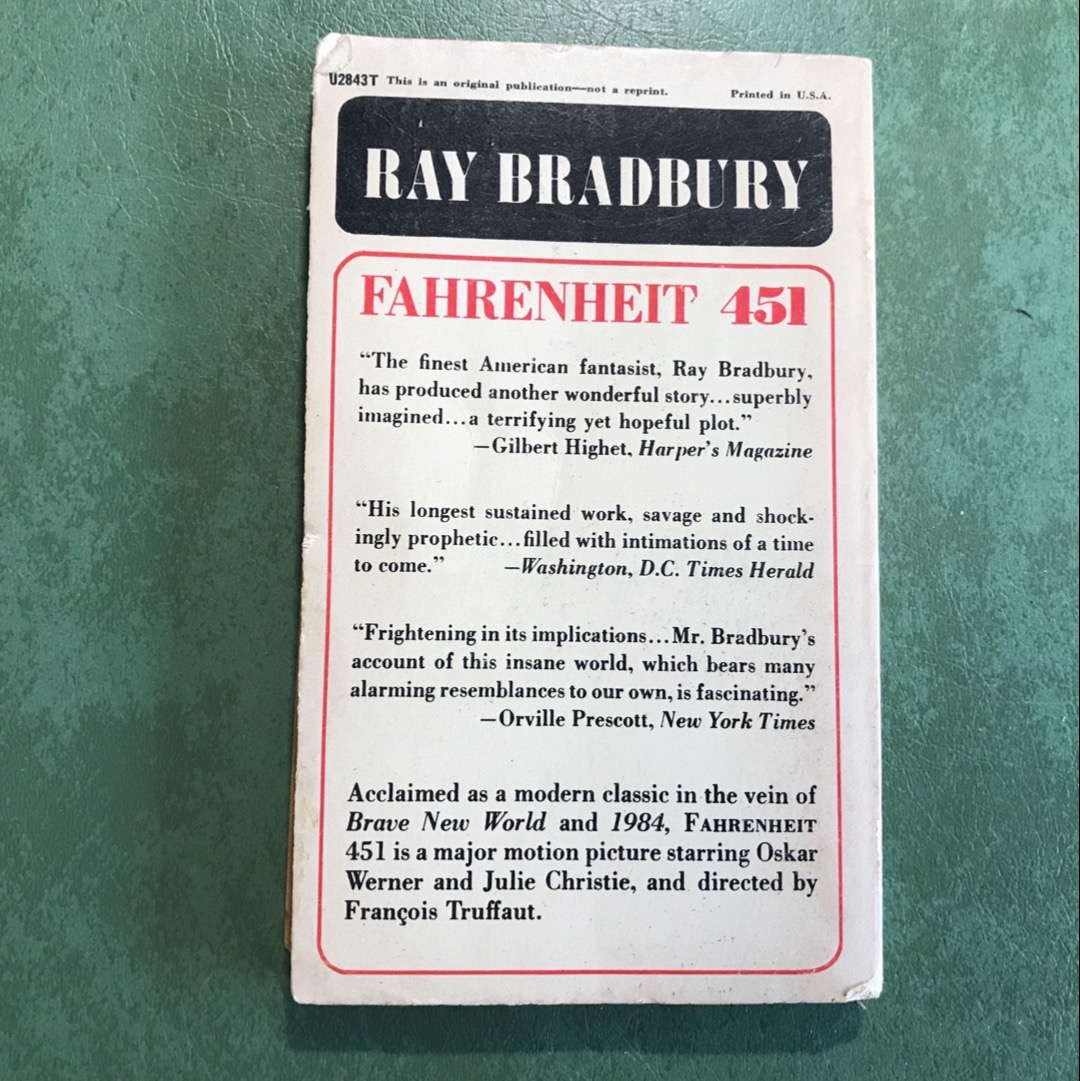 U2843T This is an original publication—not a reprint. Printed in U.S.A.
RAY BRADBURY
FAHRENHEIT 451
“The finest American fantasist, Ray Bradbury,
has produced another wonderful story...superbly
imagined...a terrifying yet hopeful plot.”
—Gilbert Highet, Harper's Magazine
“His longest sustained work, savage and shock-
ingly prophetic...filled with intimations of a time
to come.” —Washington, D.C. Times Herald
“Frightening in its implications...Mr. Bradbury's
account of this insane world, which bears many
alarming resemblances to our own, is fascinating.”
—Orville Prescott, New York Times
Acclaimed as a modern classic in the vein of
Brave New World and 1984, FAHRENHEIT
451 is a major motion picture starring Oskar
Werner and Julie Christie, and directed by
François Truffaut.